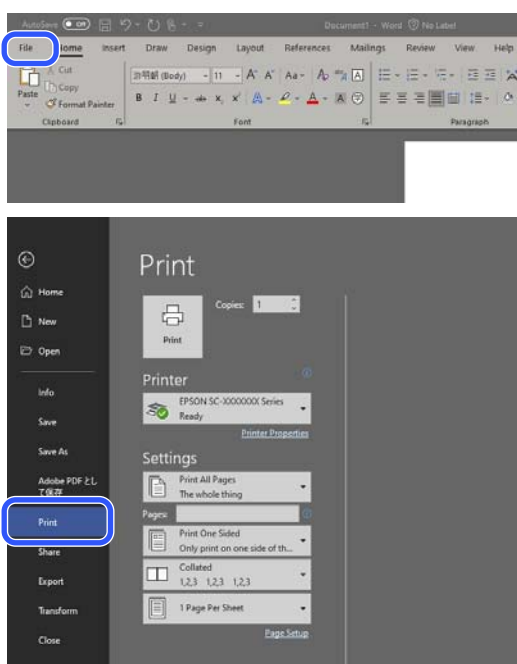 AutoSave Off Document1 - Word No Label
File Home Insert Draw Design Layout References Mailings Review View Help
Cut
Copy
Paste
Format Painter
(Body) 11 A A Aa
B I U ab x x A A A
Clipboard Font Paragraph
Print
Home
New
Open
Info
Save
Save As
Adobe PDF とし
て保存
Print
Share
Export
Transform
Close
Copies: 1
Print
Printer
EPSON SC-XXXXXXX Series
Ready
Printer Properties
Settings
Print All Pages
The whole thing
Pages:
Print One Sided
Only print on one side of th...
Collated
1,2,3 1,2,3 1,2,3
1 Page Per Sheet
Page Setup